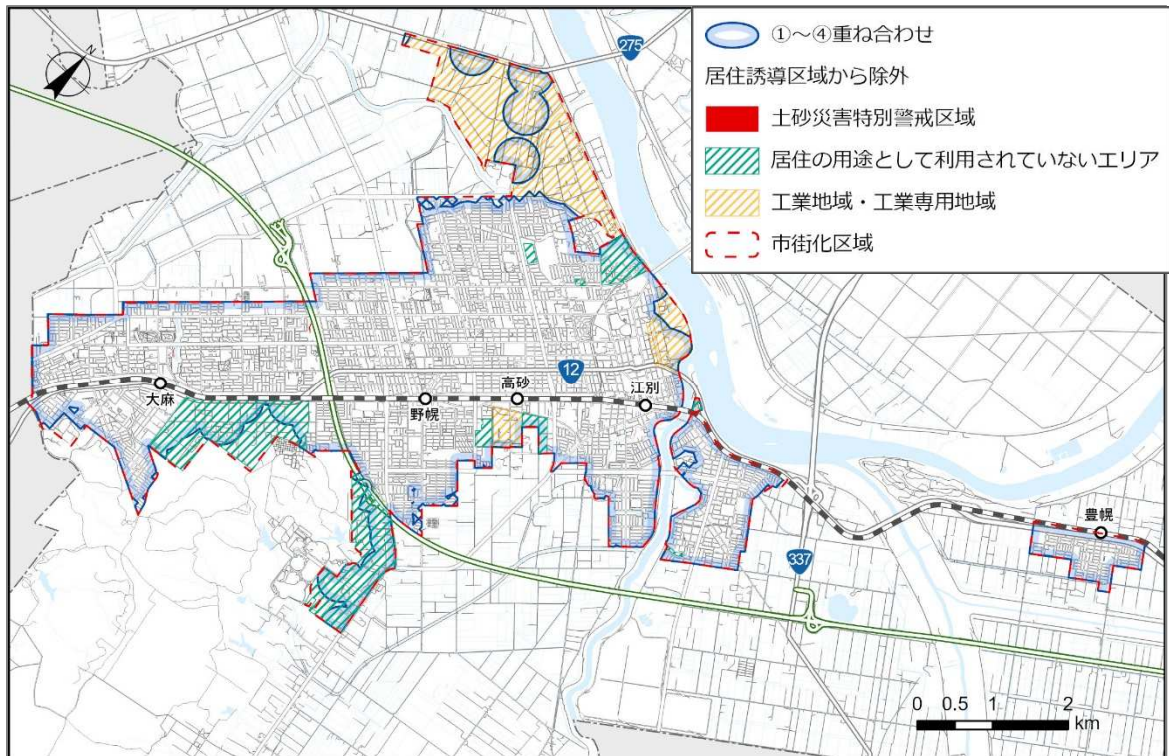 ①～④重ね合わせ
居住誘導区域から除外
土砂災害特別警戒区域
居住の用途として利用されていないエリア
工業地域・工業専用地域
市街化区域
N
275
12
大麻
野幌
高砂
江別
豊幌
337
0 0.5 1 2
km